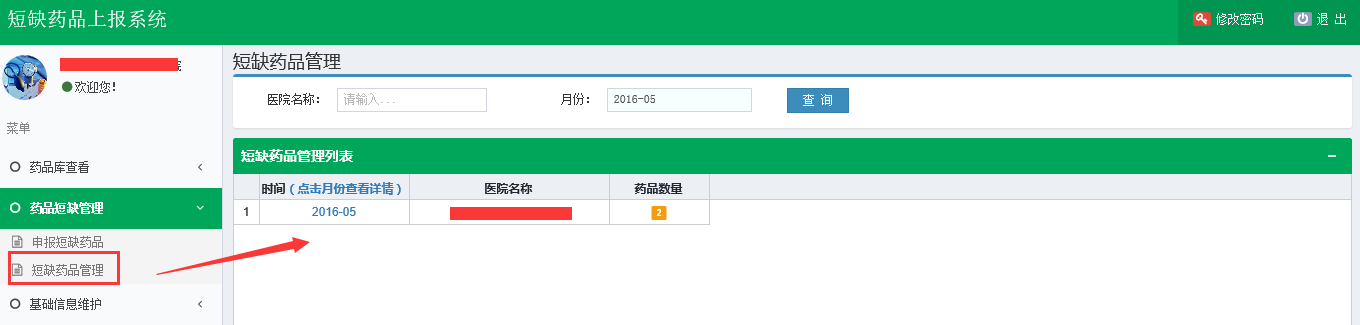 短缺药品上报系统
修改密码
退 出
欢迎您!
菜单
药品库查看
药品短缺管理
申报短缺药品
短缺药品管理
基础信息维护
短缺药品管理
医院名称: 请输入... 月份: 2016-05 查 询
短缺药品管理列表
时间(点击月份查看详情) 医院名称 药品数量
1 2016-05 2